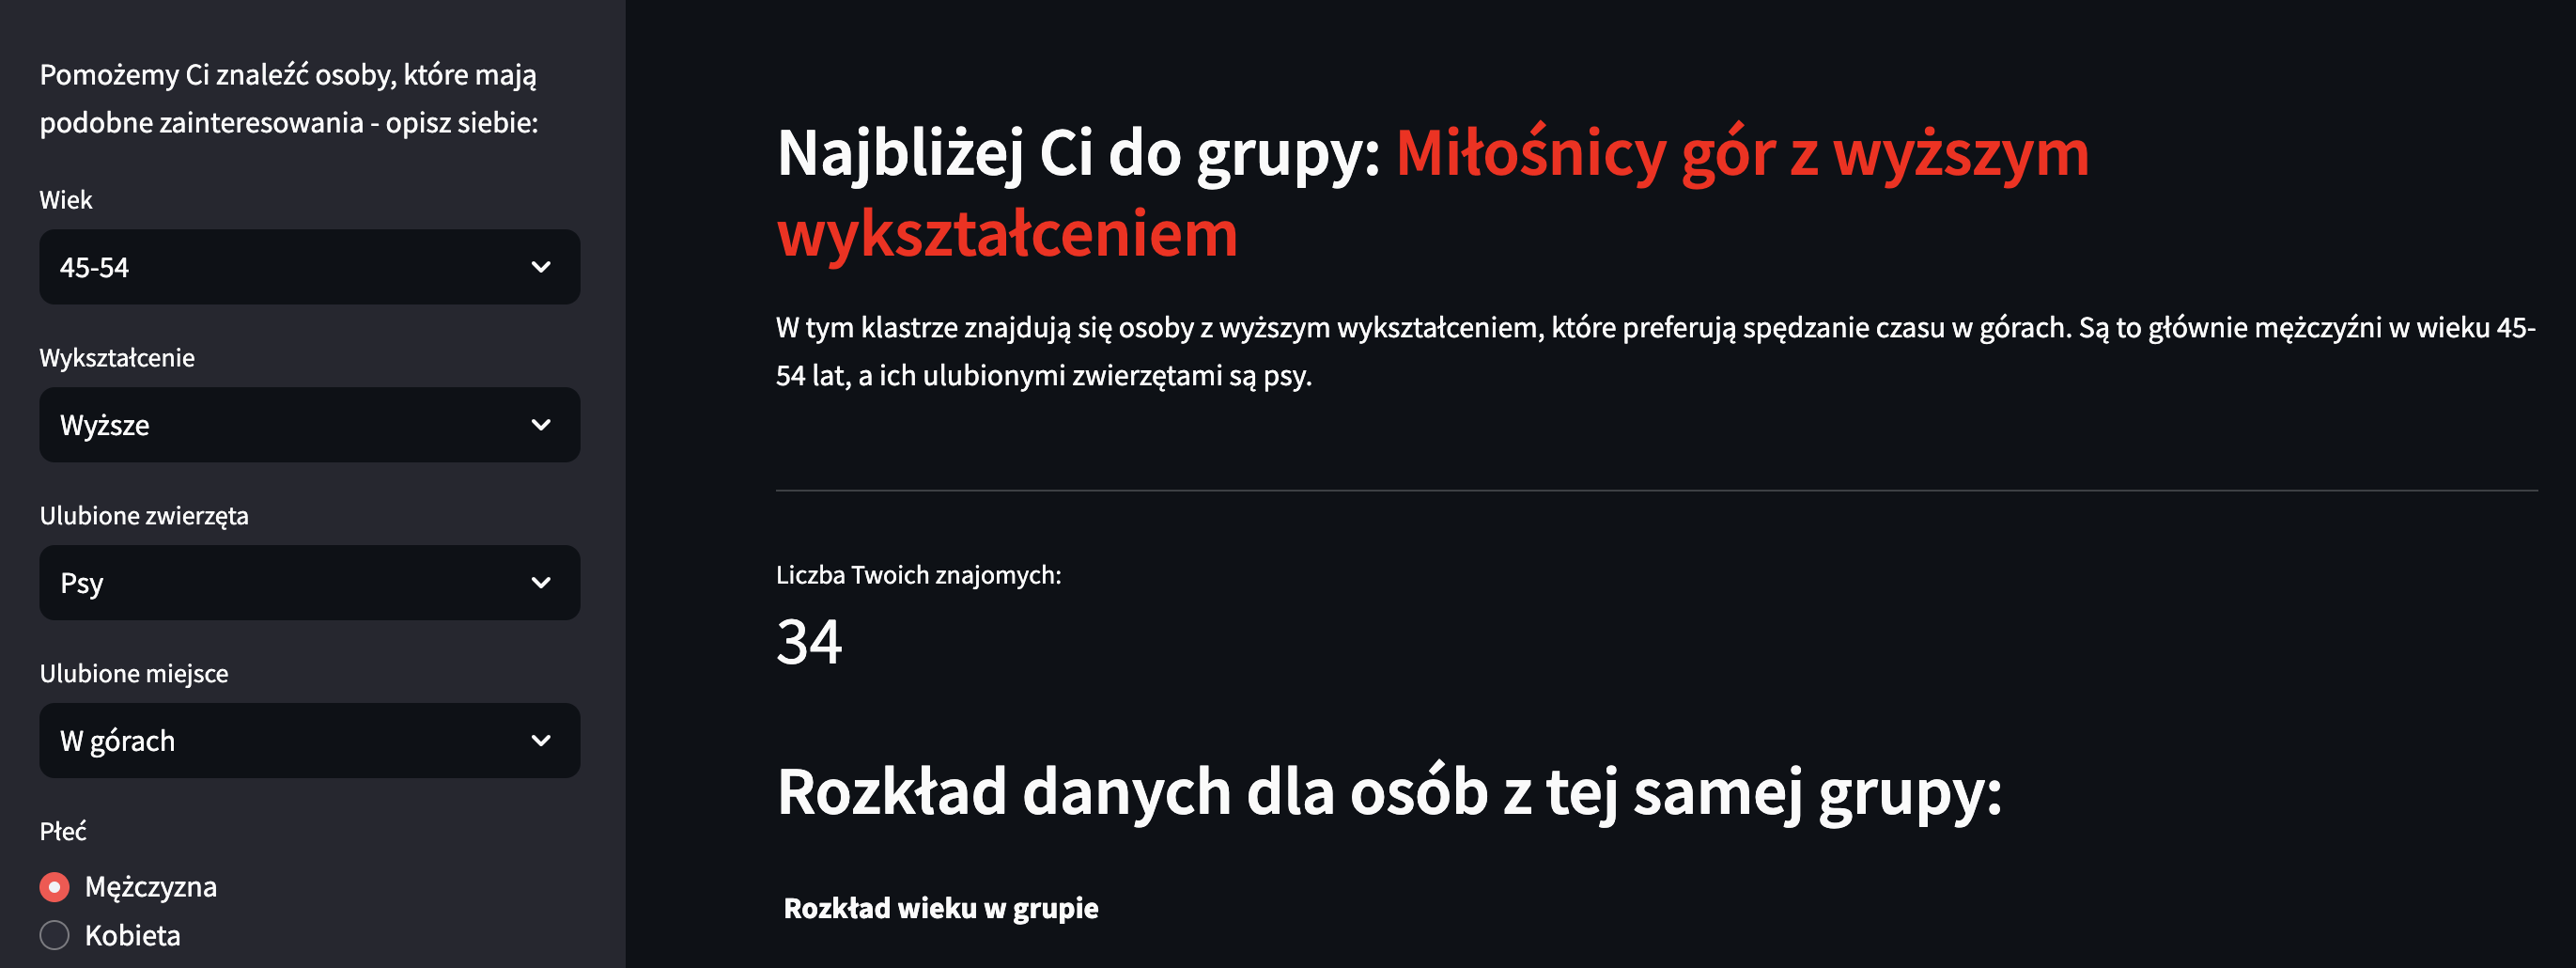 Pomożemy Ci znaleźć osoby, które mają
podobne zainteresowania - opisz siebie:
Wiek
45-54
Wykształcenie
Wyższe
Ulubione zwierzęta
Psy
Ulubione miejsce
W górach
Płeć
Mężczyzna
Kobieta
Najbliżej Ci do grupy: Miłośnicy gór z wyższym
wykształceniem
W tym klastrze znajdują się osoby z wyższym wykształceniem, które preferują spędzanie czasu w górach. Są to głównie mężczyźni w wieku 45-
54 lat, a ich ulubionymi zwierzętami są psy.
Liczba Twoich znajomych:
34
Rozkład danych dla osób z tej samej grupy:
Rozkład wieku w grupie